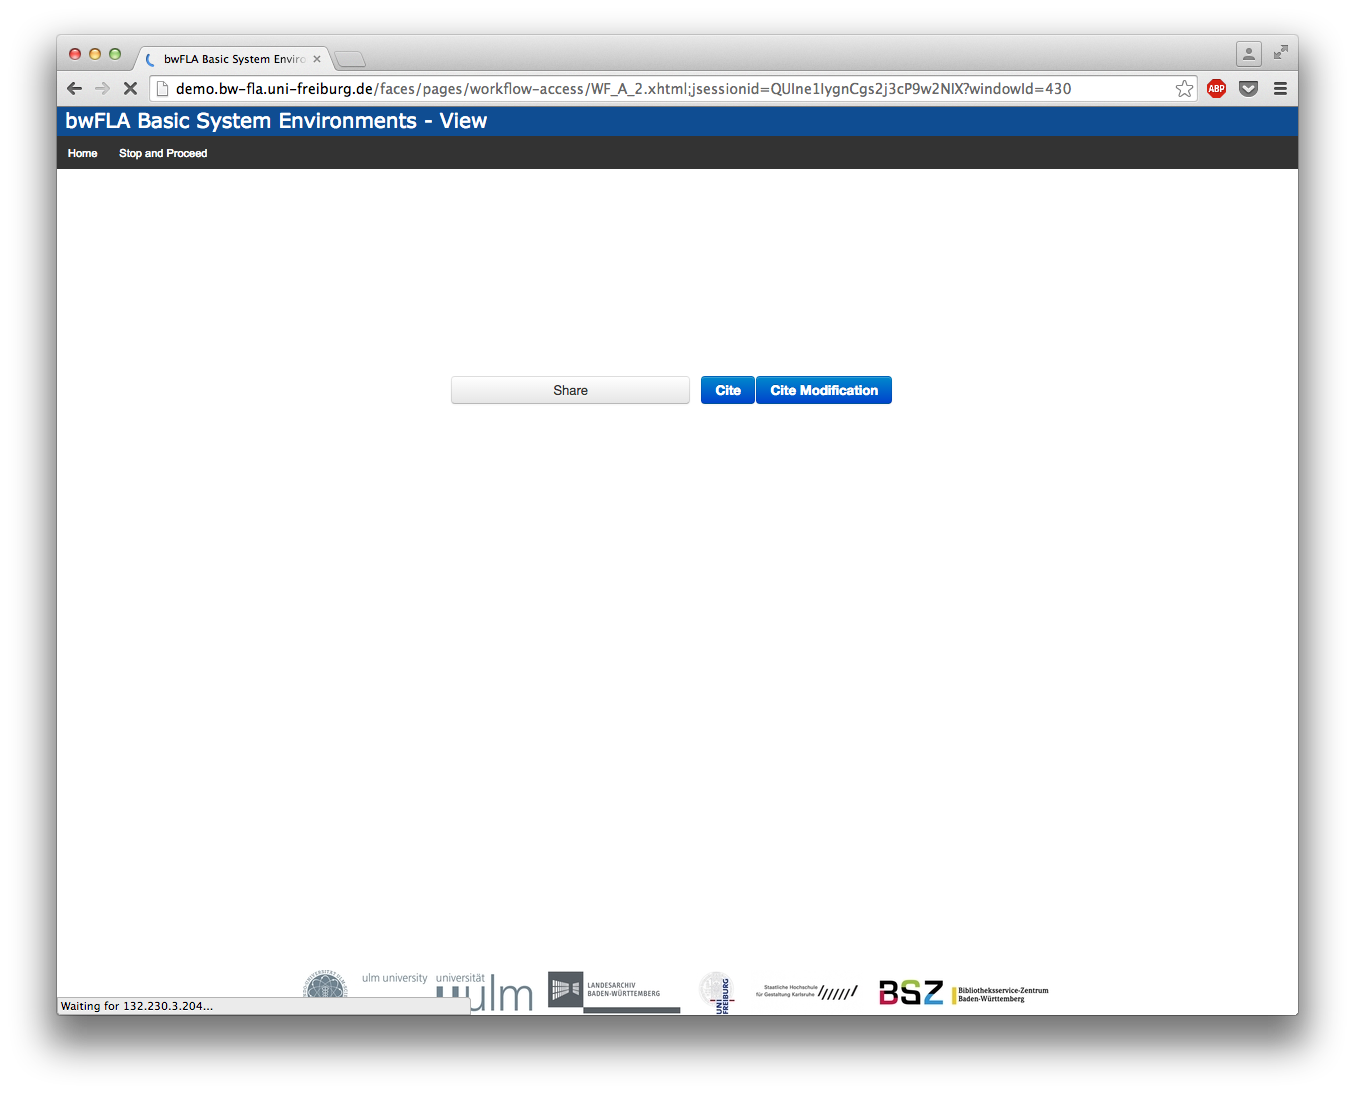 bwFLA Basic System Enviro
demo.bw-fla.uni-freiburg.de/faces/pages/workflow-access/WF_A_2.xhtml;jsessionid=QUIne1lygnCgs2j3cP9w2NlX?windowId=430
ABP
bwFLA Basic System Environments - View
Home Stop and Proceed
Share Cite Cite Modification
ulm university universität
uulm
LANDESARCHIV
BADEN-WÜRTTEMBERG
UNI
FREIBURG
Staatliche Hochschule
für Gestaltung Karlsruhe
BSZ
Bibliotheksservice-Zentrum
Baden-Württemberg
Waiting for 132.230.3.204...